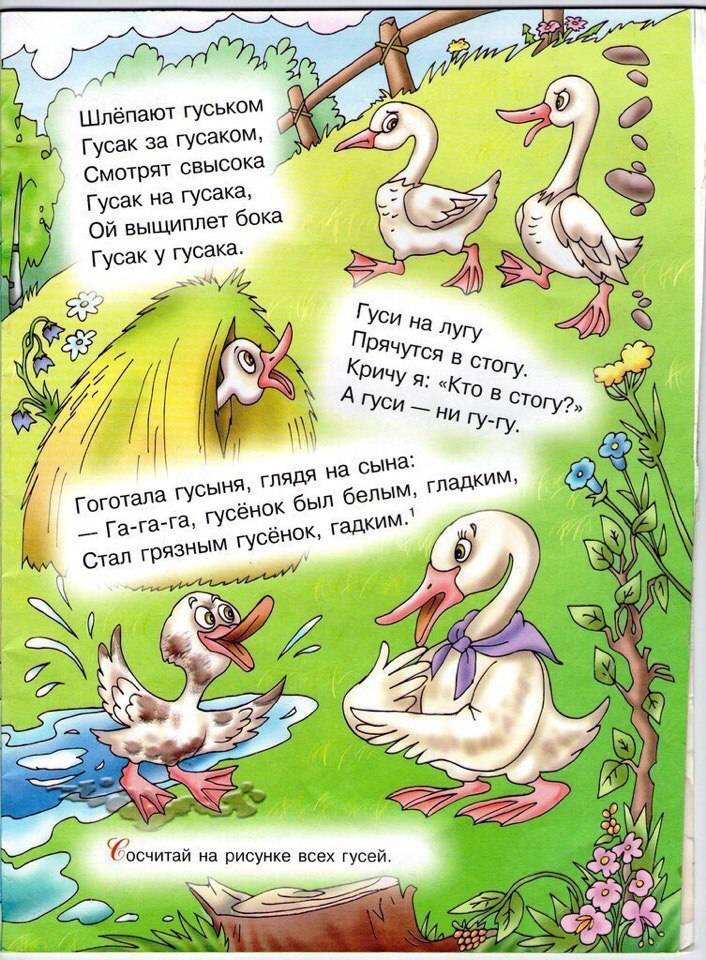 Шлёпают гуськом
Гусак за гусаком,
Смотрят свысока
Гусак на гусака,
Ой выщиплет бока
Гусак у гусака.
Гуси на лугу
Прячутся в стогу.
Кричу я: «Кто в стогу?»
А гуси — ни гу-гу.
Гоготала гусыня, глядя на сына:
— Га-га-га, гусёнок был белым, гладким,
Стал грязным гусёнок, гадким.¹
Сосчитай на рисунке всех гусей.